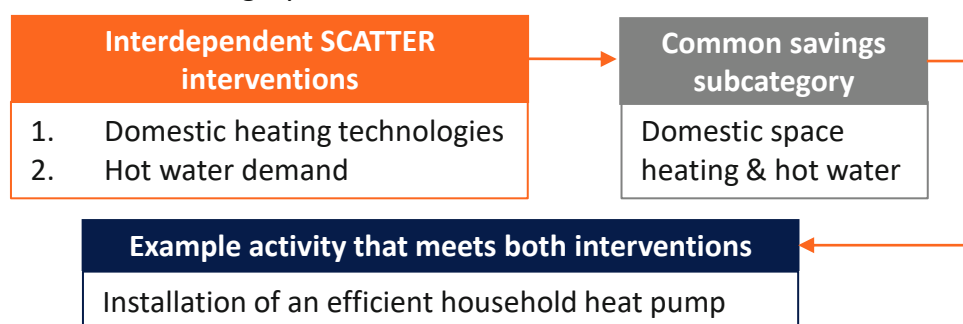 Interdependent SCATTER
interventions
1. Domestic heating technologies
2. Hot water demand
Common savings
subcategory
Domestic space
heating & hot water
Example activity that meets both interventions
Installation of an efficient household heat pump